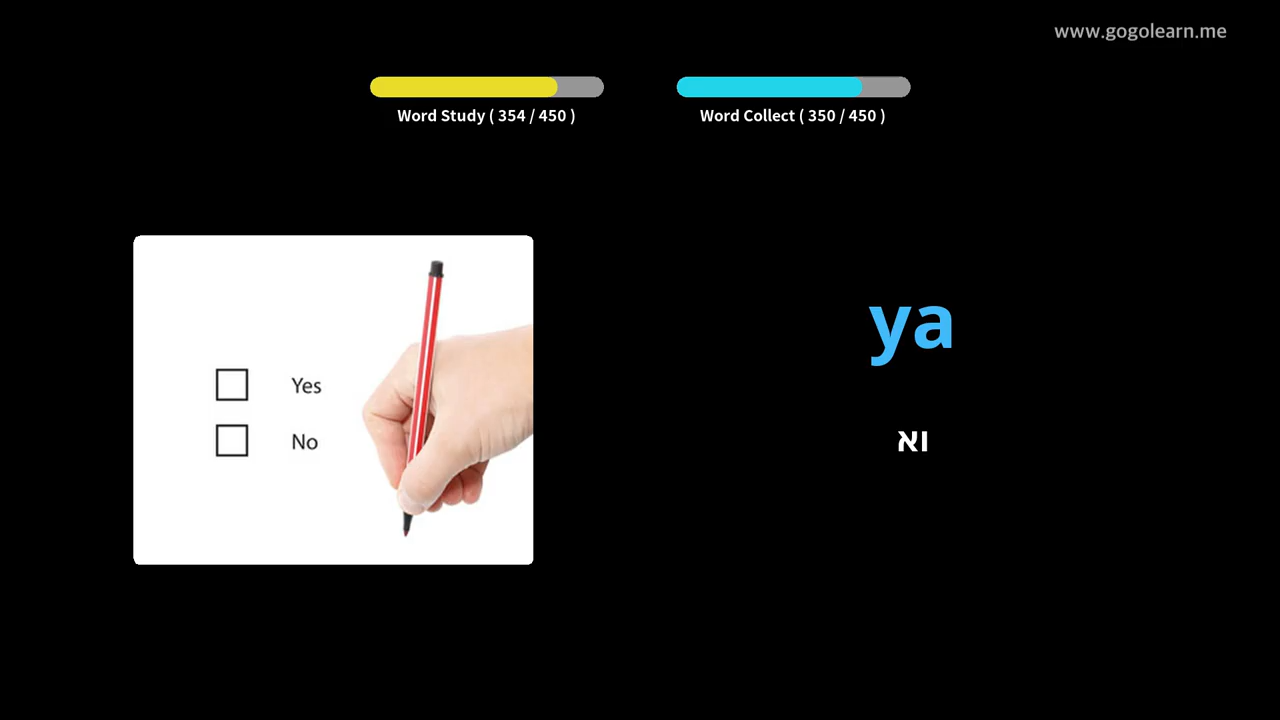 www.gogolearn.me
Word Study ( 354 / 450 )
Word Collect ( 350 / 450 )
Yes
No
ya
וא